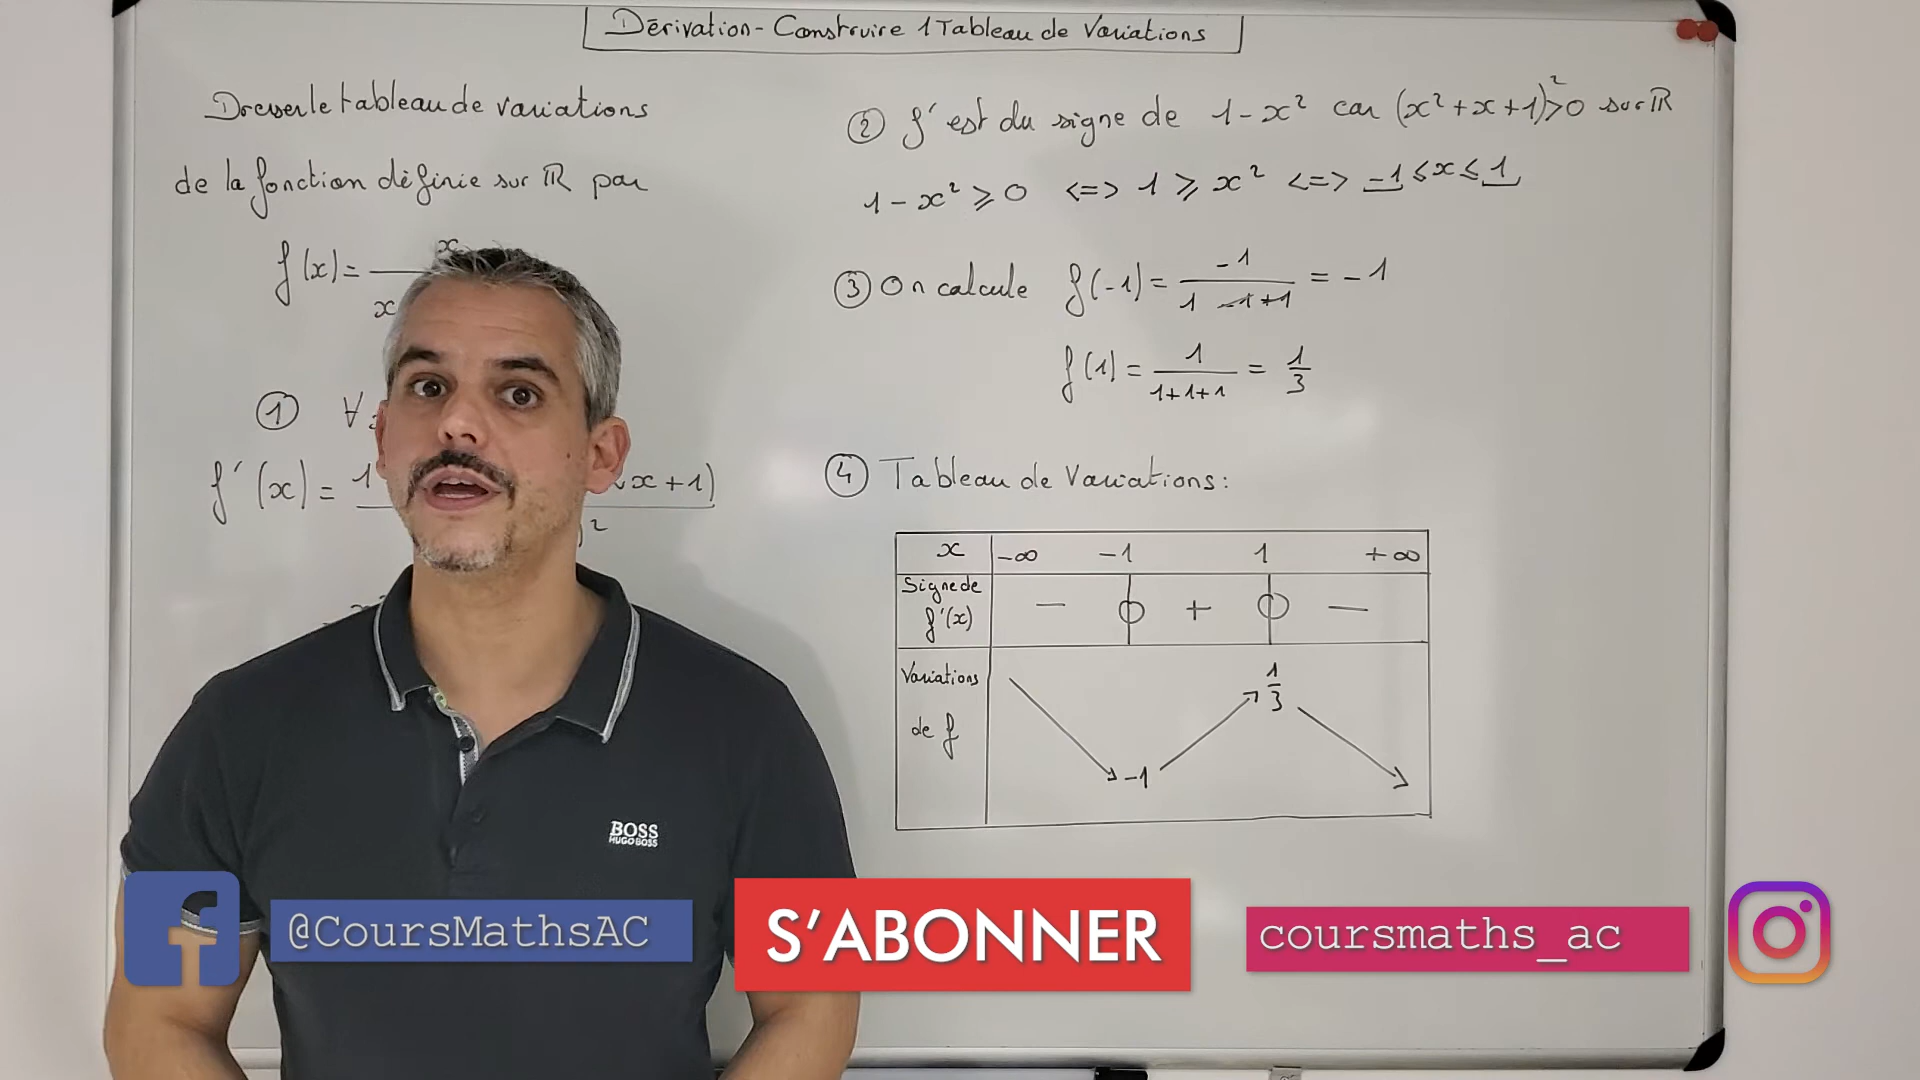 Dérivation - Construire 1 Tableau de Variations
Dresser le tableau de variations
de la fonction définie sur ℝ par
f(x) = x
x
① ∀
f'(x) = 1 x + 1)
)²
② f' est du signe de 1 - x² car (x² + x + 1)² > 0 sur ℝ
1 - x² ⩾ 0 <=> 1 ⩾ x² <=> -1 ⩽ x ⩽ 1
③ On calcule f(-1) = -1 / (1 - 1 + 1) = -1
f(1) = 1 / (1+1+1) = 1/3
④ Tableau de Variations :
x -∞ -1 1 +∞
Signe de
f'(x) - 0 + 0 -
Variations 1/3
de f
-1
BOSS
HUGO BOSS
@CoursMathsAC
S'ABONNER
coursmaths_ac